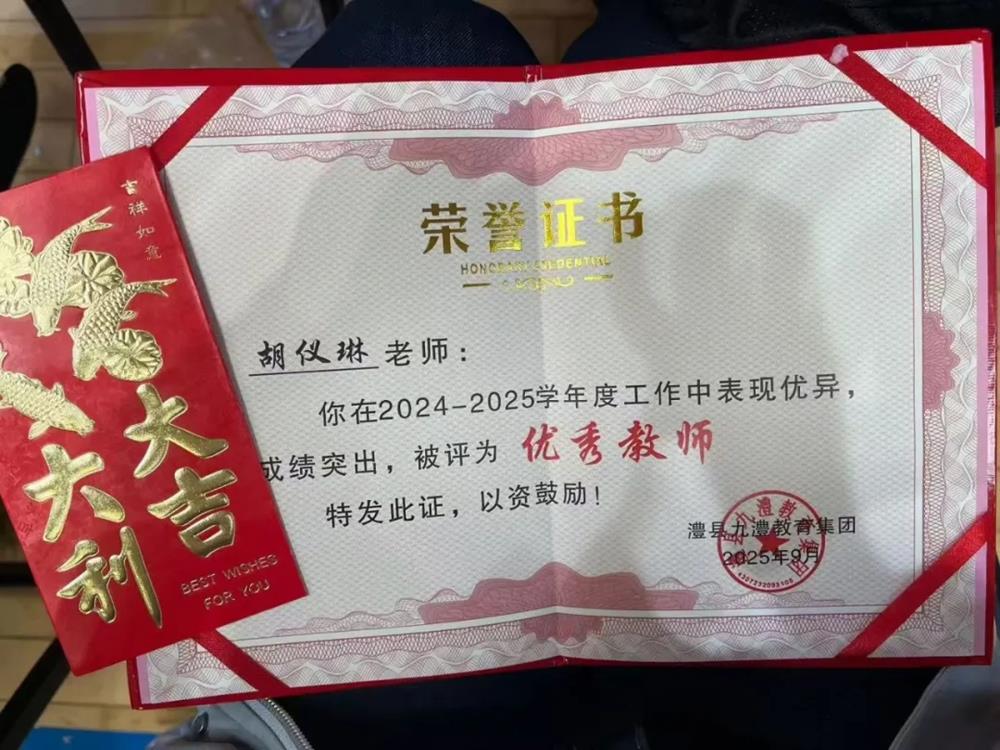 荣誉证书
HONORARY CREDENTIAL
胡仪琳 老师：
你在2024-2025学年度工作中表现优异，
成绩突出，被评为 优秀教师
特发此证，以资鼓励！
澧县九澧教育集团
2025年9月
吉祥如意
大吉
大利
BEST WISHES
FOR YOU